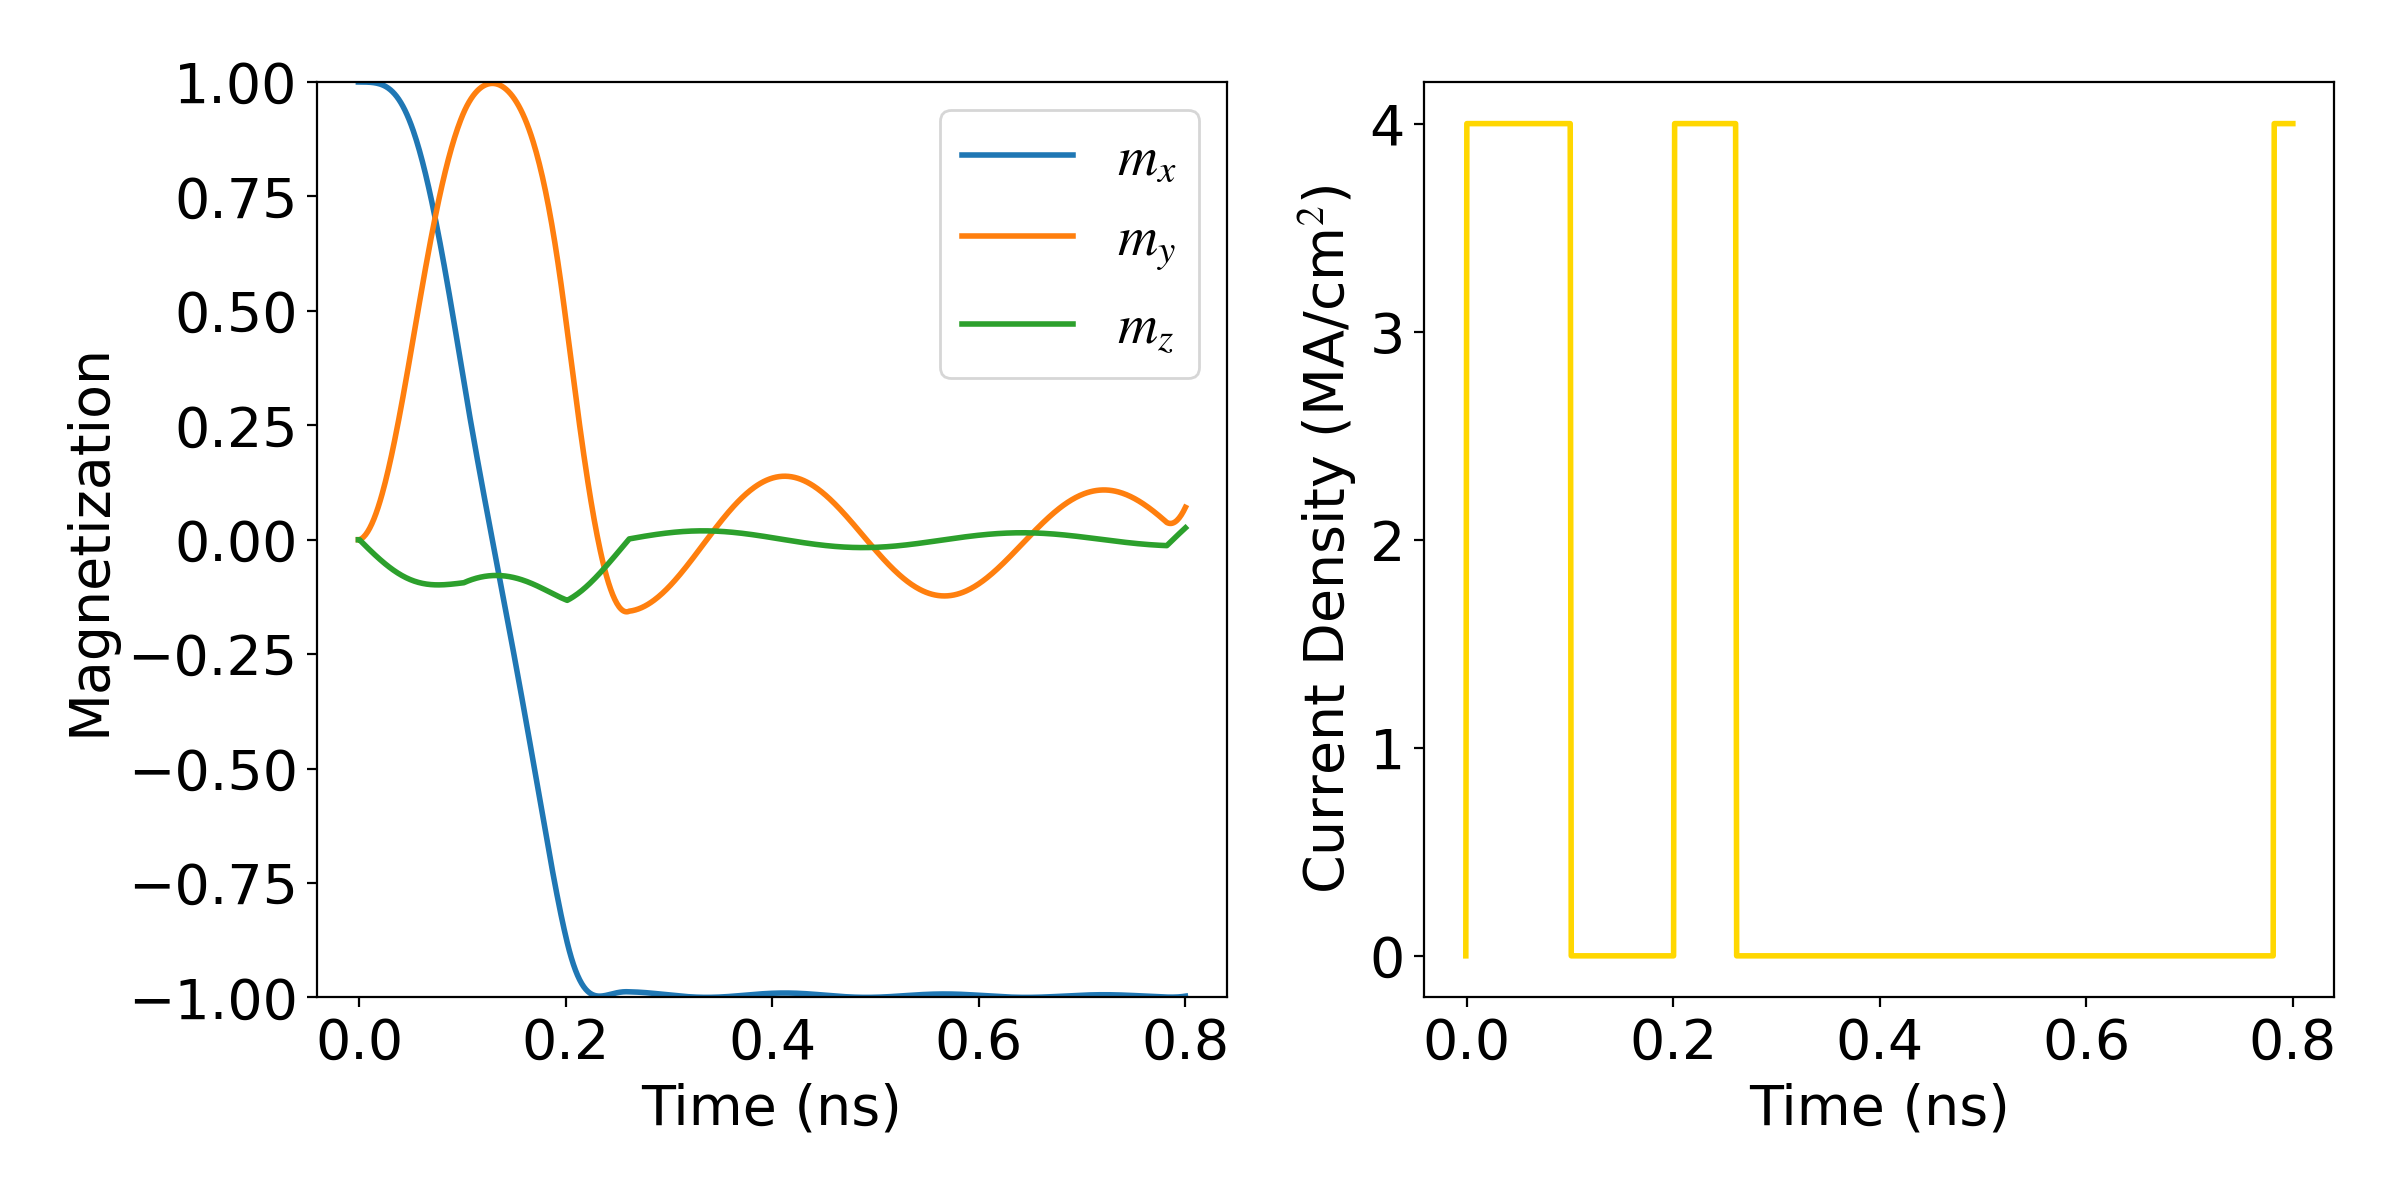 Magnetization
1.00
0.75
0.50
0.25
0.00
−0.25
−0.50
−0.75
−1.00
0.0 0.2 0.4 0.6 0.8
Time (ns)
mₓ
m_y
m_z
Current Density (MA/cm²)
4
3
2
1
0
0.0 0.2 0.4 0.6 0.8
Time (ns)